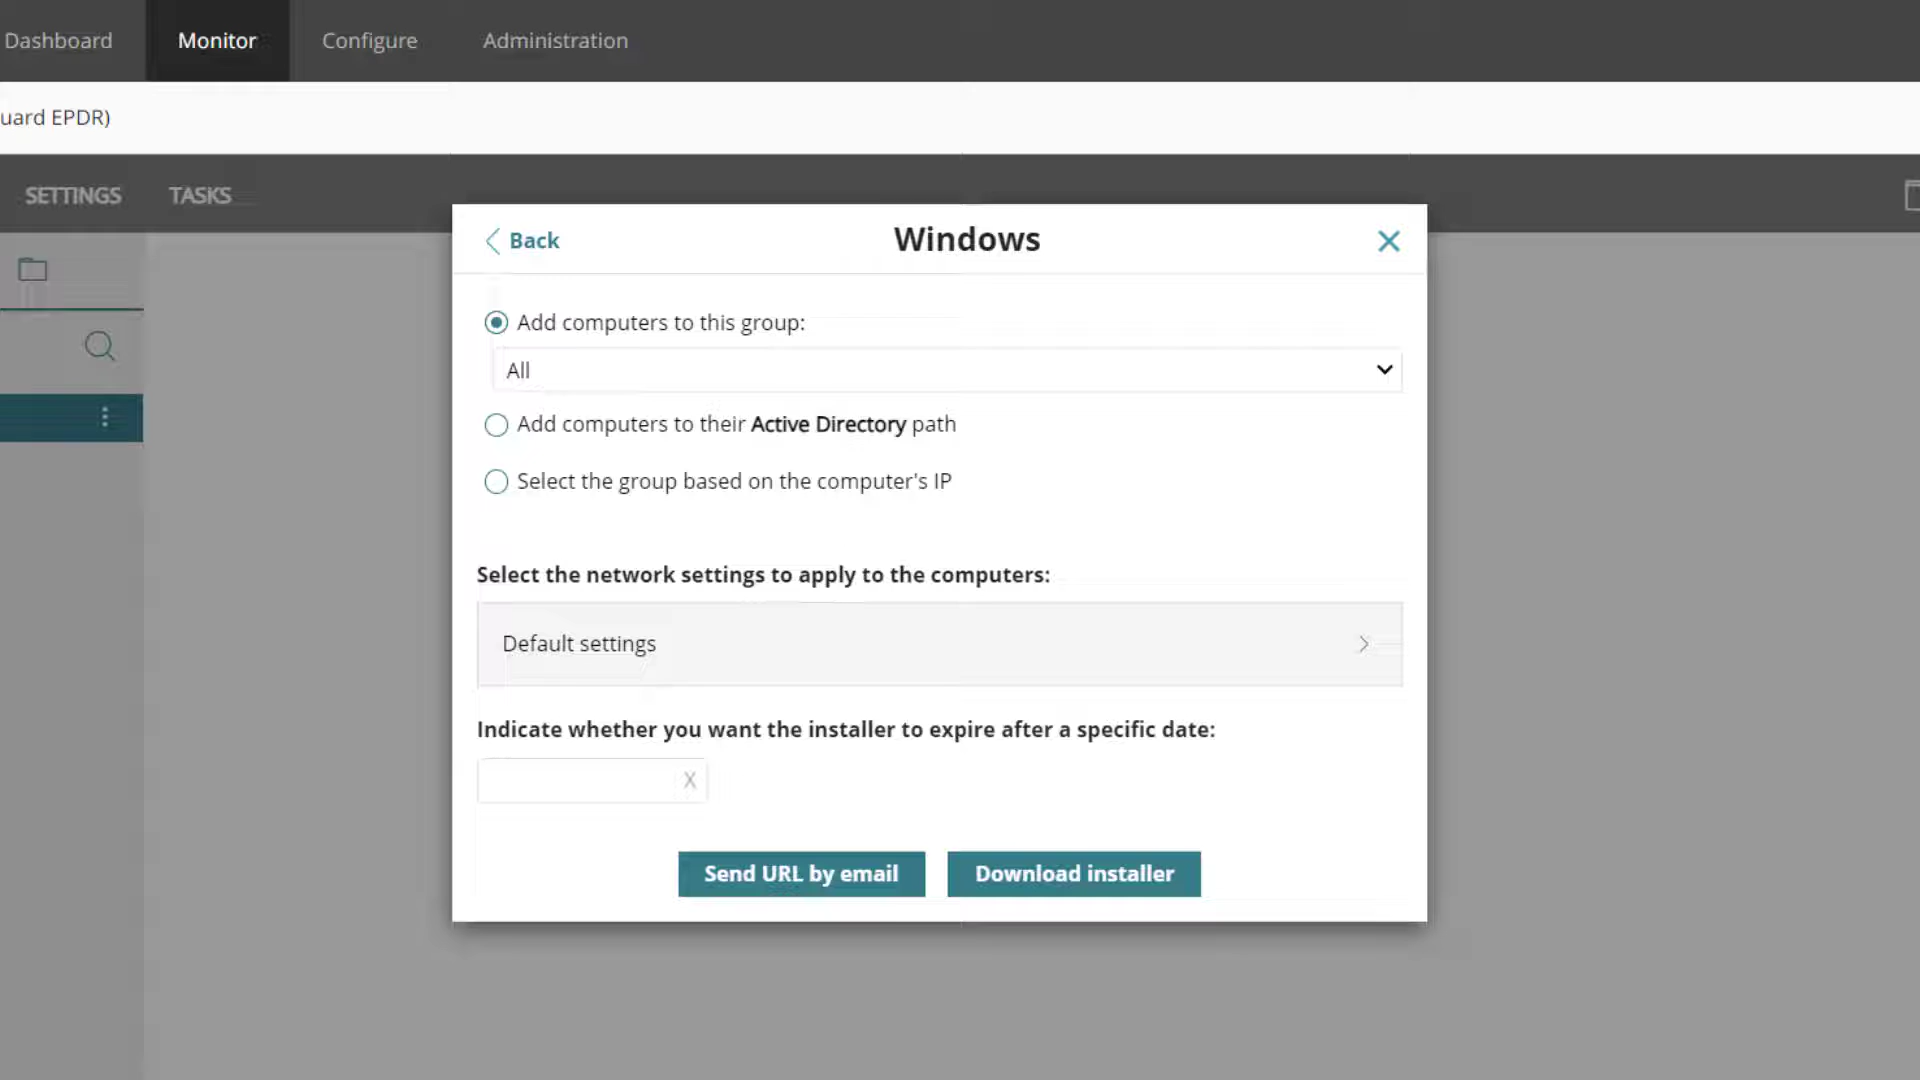 Dashboard Monitor Configure Administration
uard EPDR)
SETTINGS TASKS
Back Windows
Add computers to this group:
All
Add computers to their Active Directory path
Select the group based on the computer's IP
Select the network settings to apply to the computers:
Default settings
Indicate whether you want the installer to expire after a specific date:
X
Send URL by email Download installer